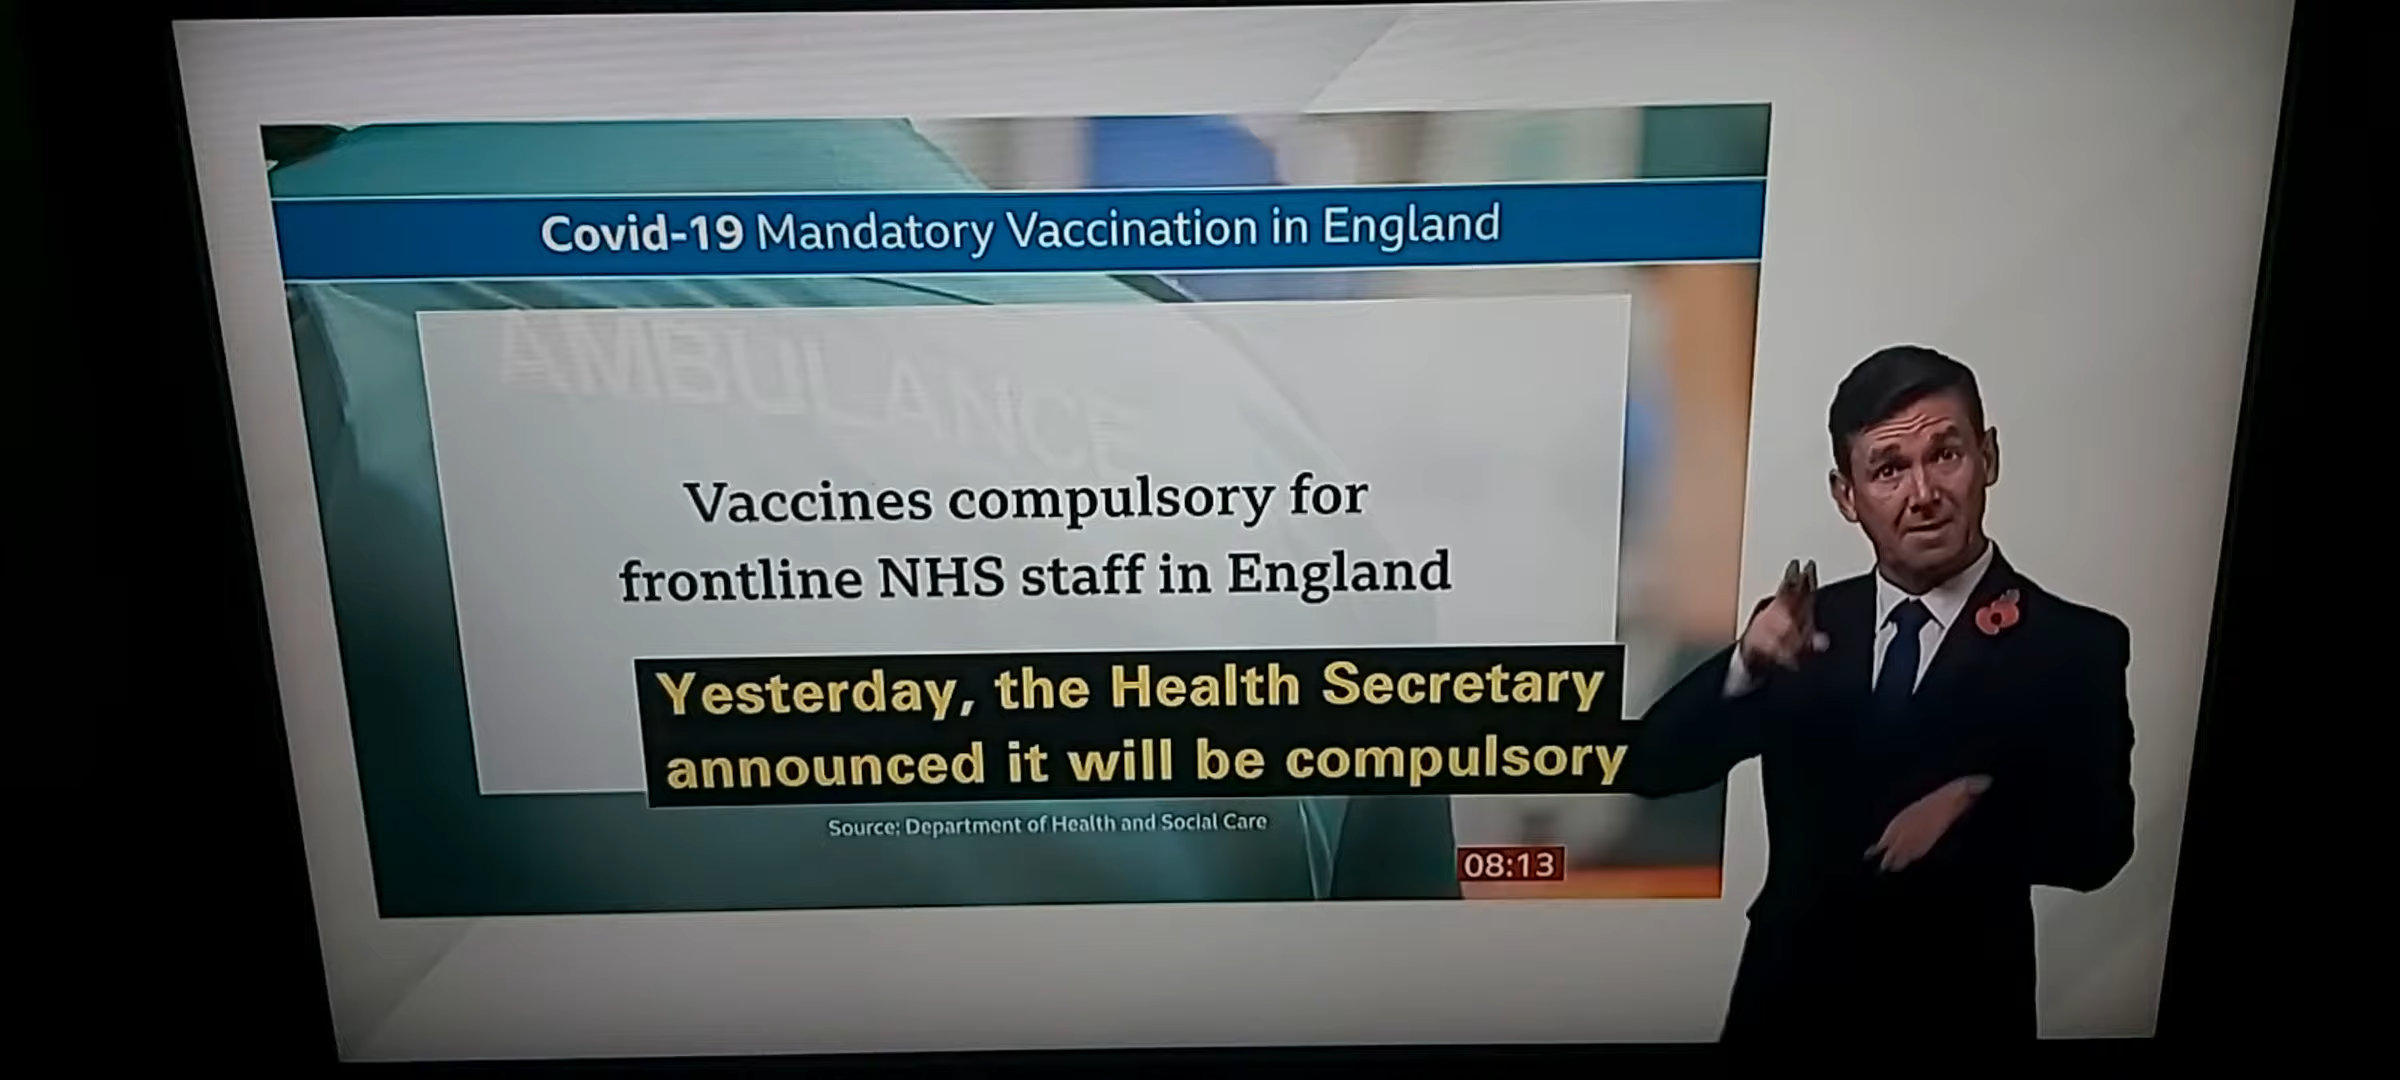 Covid-19 Mandatory Vaccination in England
AMBULANCE
Vaccines compulsory for
frontline NHS staff in England
Yesterday, the Health Secretary
announced it will be compulsory
Source: Department of Health and Social Care
08:13